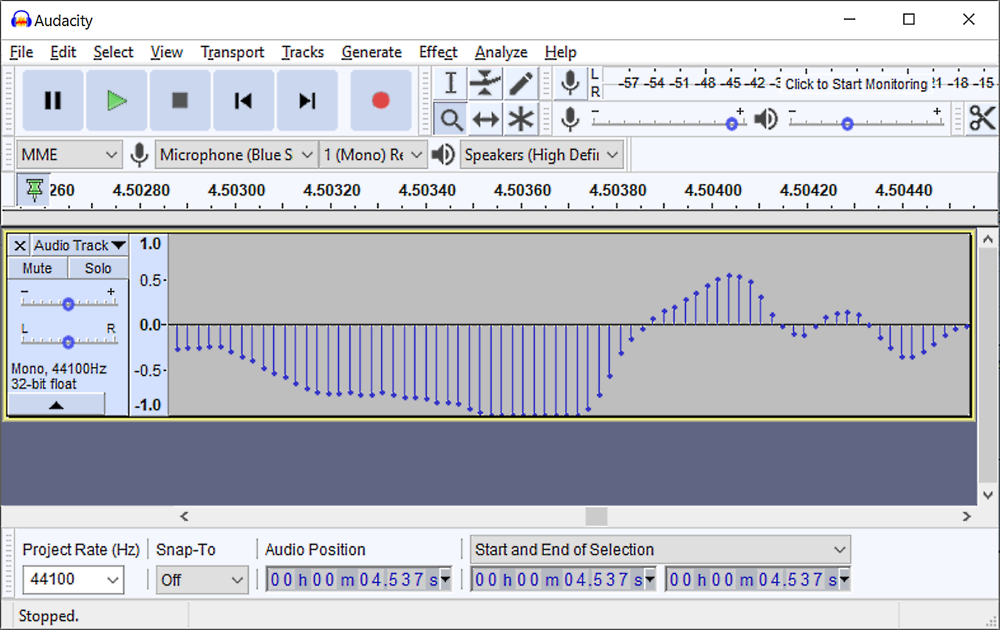 Audacity
File Edit Select View Transport Tracks Generate Effect Analyze Help
L
R
-57 -54 -51 -48 -45 -42 -3 Click to Start Monitoring 21 -18 -15
- + - +
MME Microphone (Blue S 1 (Mono) Re Speakers (High Defin
260 4.50280 4.50300 4.50320 4.50340 4.50360 4.50380 4.50400 4.50420 4.50440
Audio Track
Mute Solo
- +
L R
Mono, 44100Hz
32-bit float
1.0
0.5
0.0
-0.5
-1.0
Project Rate (Hz) Snap-To Audio Position Start and End of Selection
44100 Off 00 h 00 m 04.537 s 00 h 00 m 04.537 s 00 h 00 m 04.537 s
Stopped.